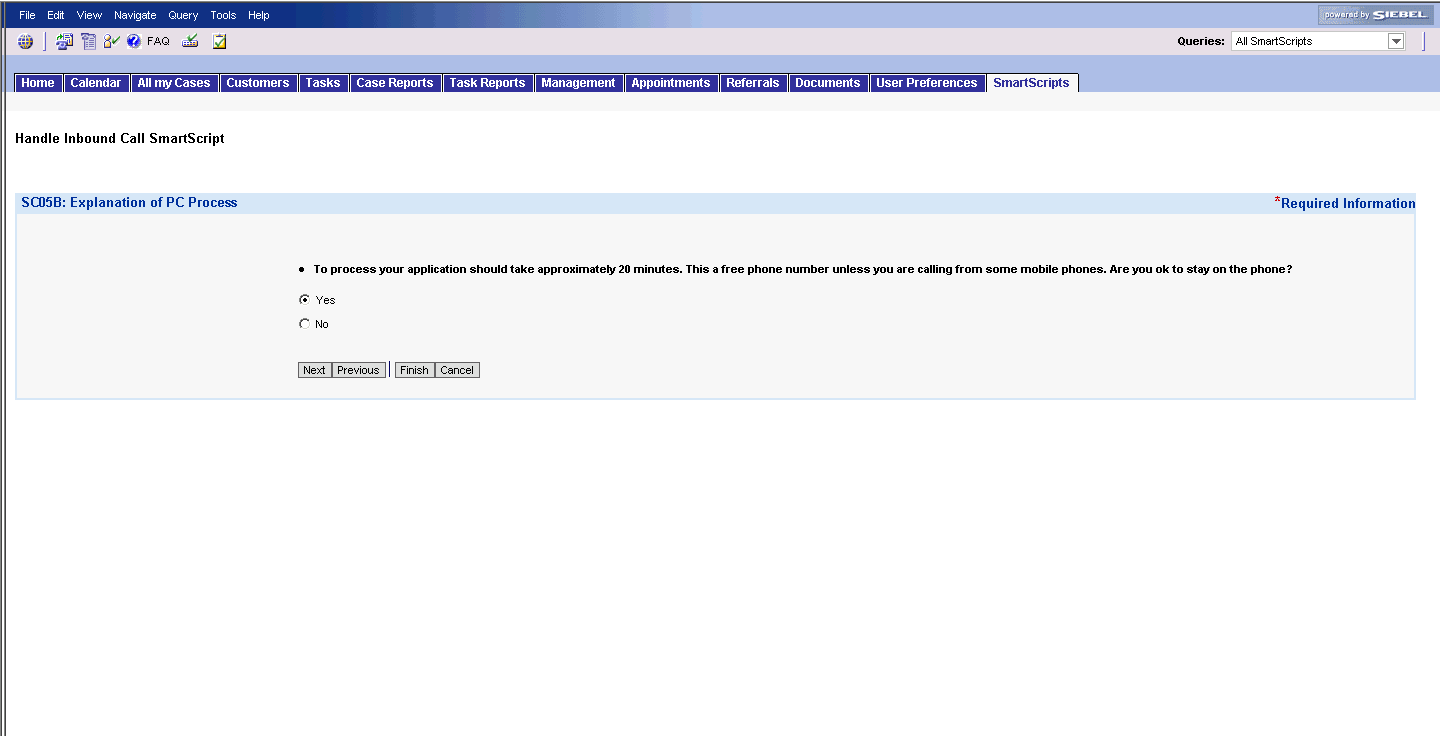 File Edit View Navigate Query Tools Help powered by SIEBEL
FAQ Queries: All SmartScripts
Home Calendar All my Cases Customers Tasks Case Reports Task Reports Management Appointments Referrals Documents User Preferences SmartScripts
Handle Inbound Call SmartScript
SC05B: Explanation of PC Process *Required Information
• To process your application should take approximately 20 minutes. This a free phone number unless you are calling from some mobile phones. Are you ok to stay on the phone?
Yes
No
Next Previous Finish Cancel